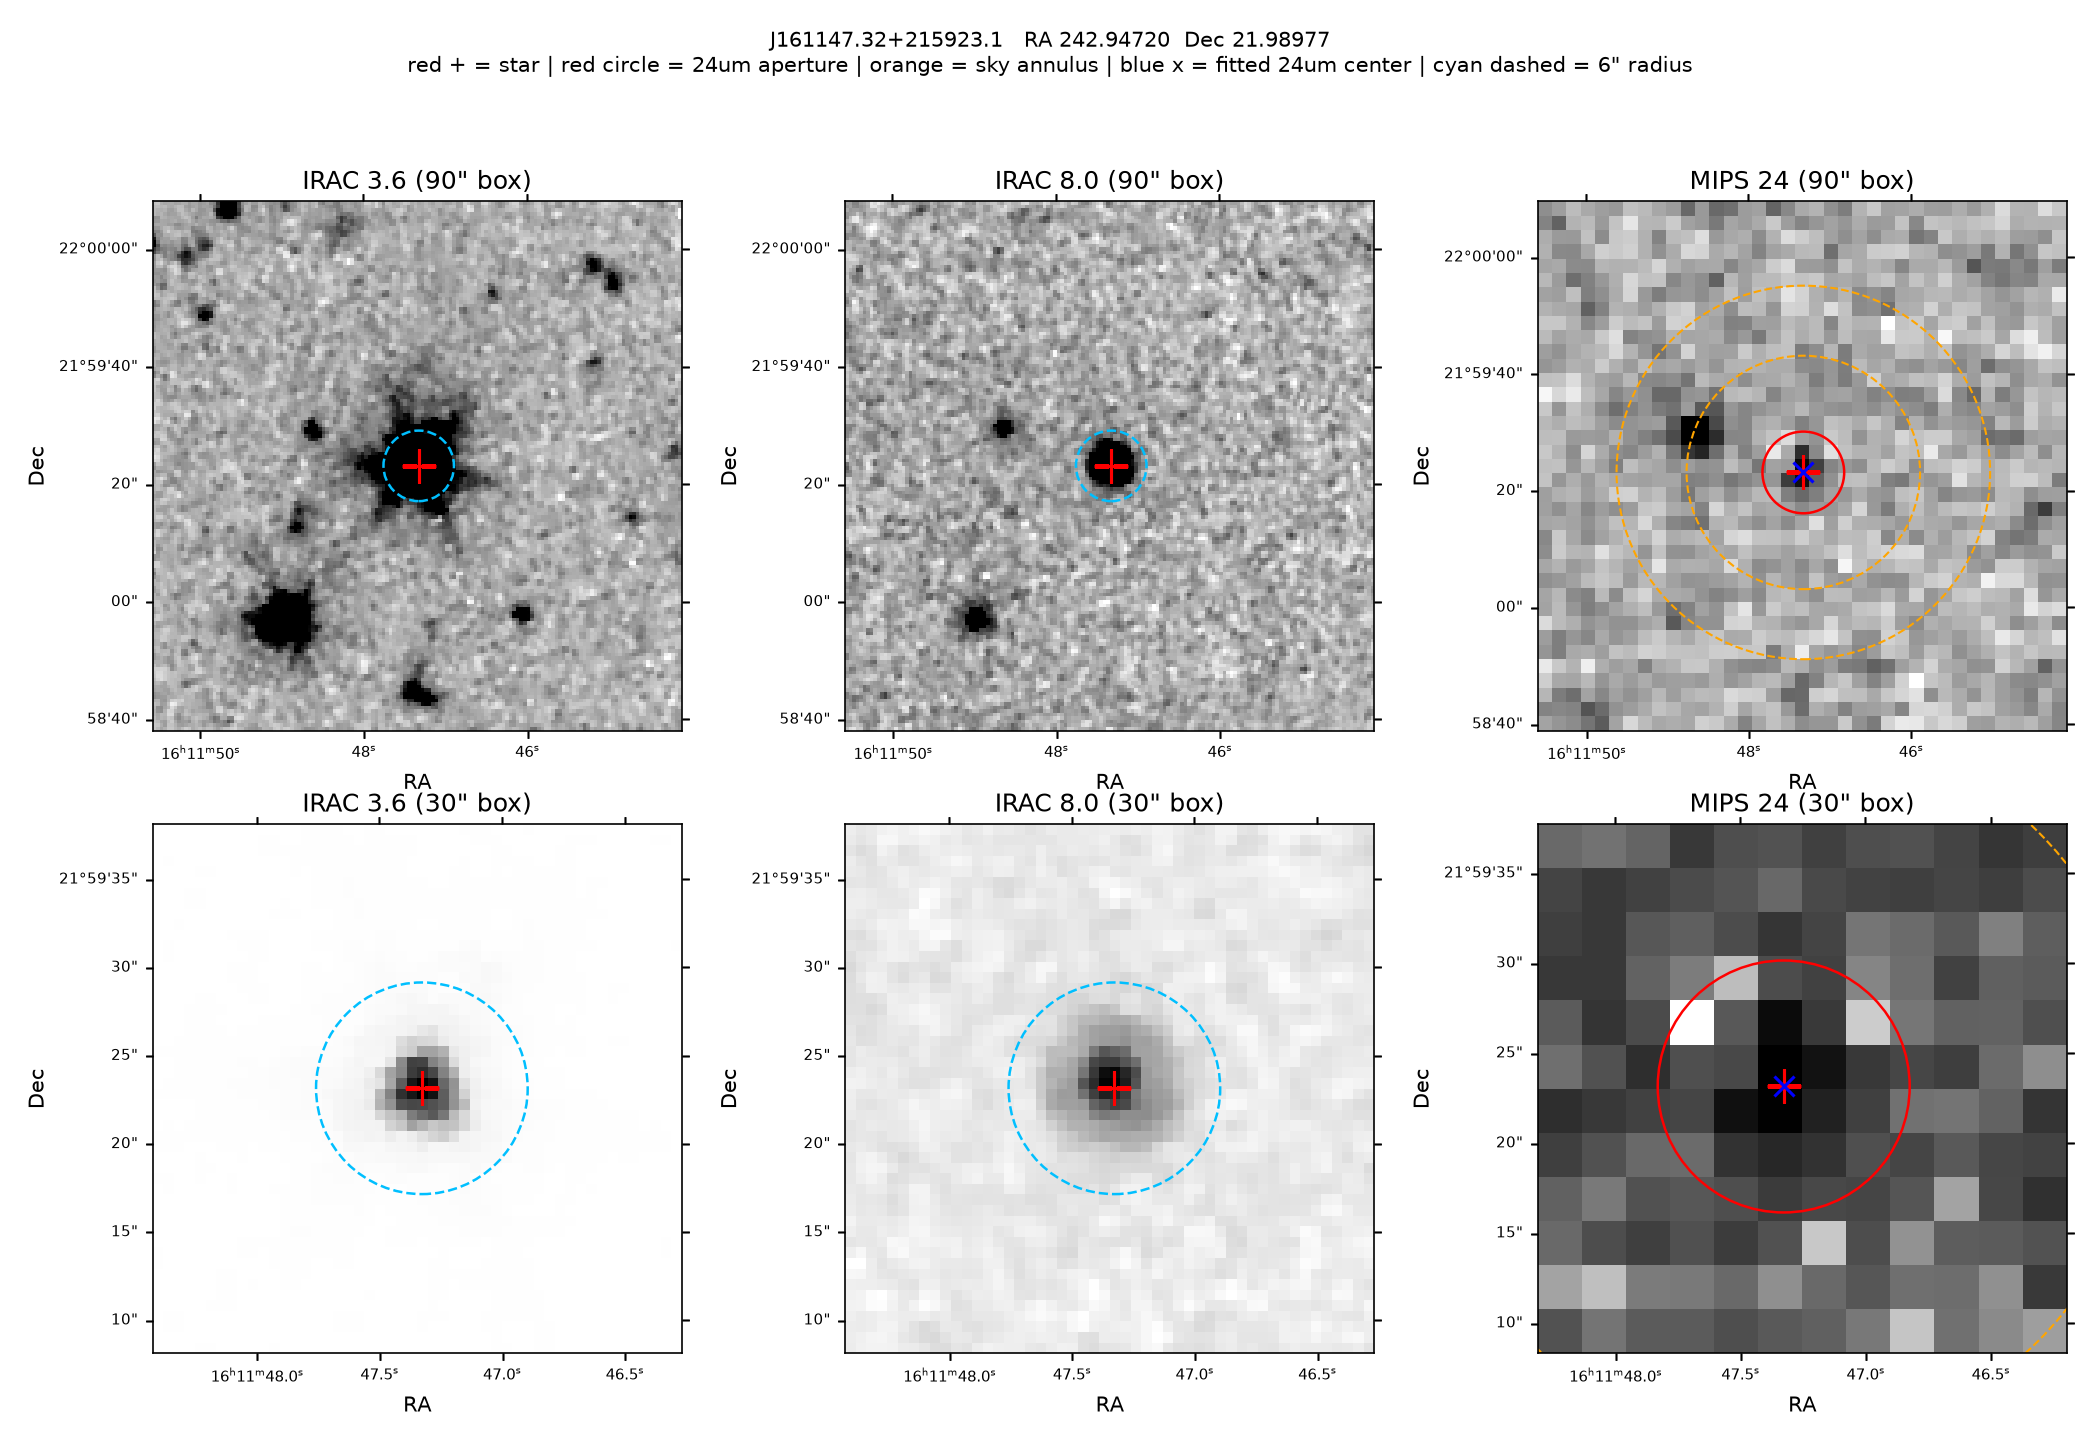 J161147.32+215923.1   RA 242.94720  Dec 21.98977
red + = star | red circle = 24um aperture | orange = sky annulus | blue x = fitted 24um center | cyan dashed = 6" radius
IRAC 3.6 (90" box)
22°00'00"
21°59'40"
20"
00"
58'40"
Dec
16ʰ11ᵐ50ˢ
48ˢ
46ˢ
RA
IRAC 8.0 (90" box)
22°00'00"
21°59'40"
20"
00"
58'40"
Dec
16ʰ11ᵐ50ˢ
48ˢ
46ˢ
RA
MIPS 24 (90" box)
22°00'00"
21°59'40"
20"
00"
58'40"
Dec
16ʰ11ᵐ50ˢ
48ˢ
46ˢ
RA
IRAC 3.6 (30" box)
21°59'35"
30"
25"
20"
15"
10"
Dec
16ʰ11ᵐ48.0ˢ
47.5ˢ
47.0ˢ
46.5ˢ
RA
IRAC 8.0 (30" box)
21°59'35"
30"
25"
20"
15"
10"
Dec
16ʰ11ᵐ48.0ˢ
47.5ˢ
47.0ˢ
46.5ˢ
RA
MIPS 24 (30" box)
21°59'35"
30"
25"
20"
15"
10"
Dec
16ʰ11ᵐ48.0ˢ
47.5ˢ
47.0ˢ
46.5ˢ
RA